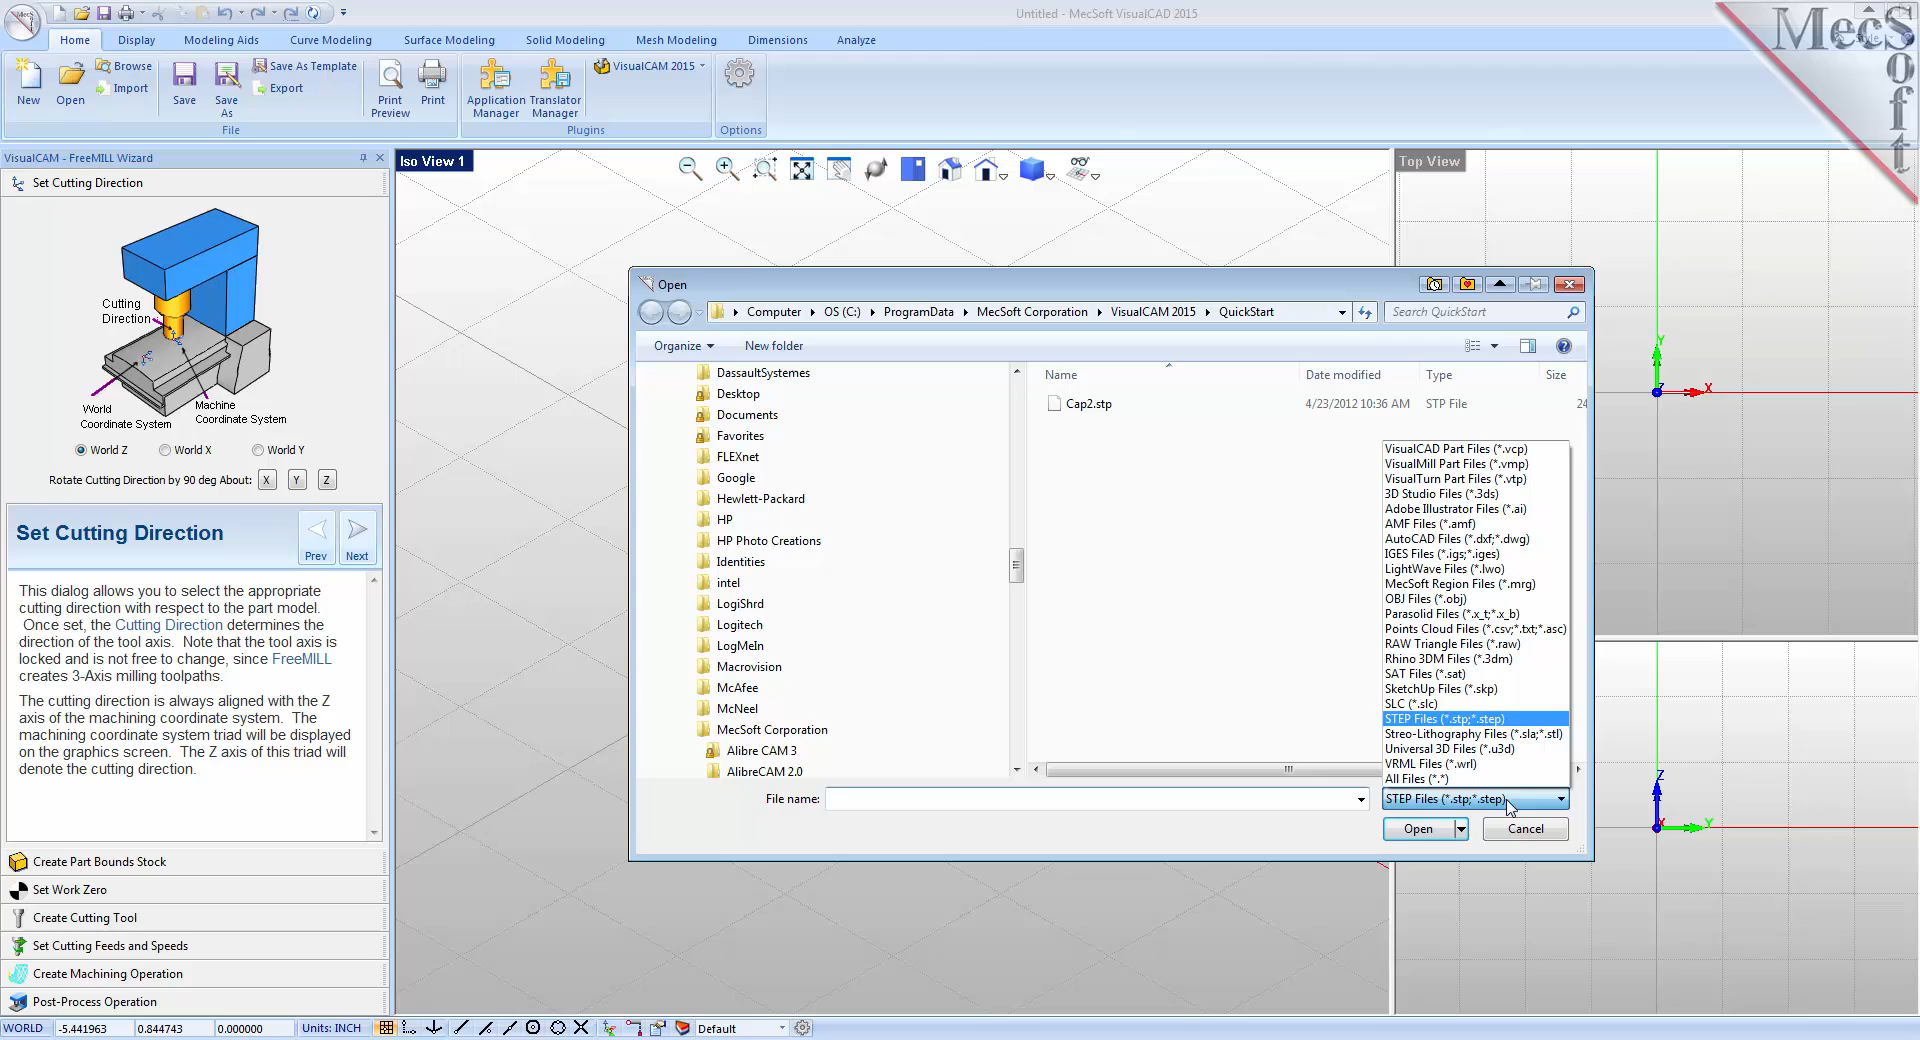 Untitled - MecSoft VisualCAD 2015
Home Display Modeling Aids Curve Modeling Surface Modeling Solid Modeling Mesh Modeling Dimensions Analyze
New
Open
Browse
Import
Save
Save As
Save As Template
Export
Print Preview
Print
File
Application Manager
Translator Manager
VisualCAM 2015
Plugins
Options
MecSoft
VisualCAM - FreeMILL Wizard
Set Cutting Direction
Cutting
Direction
World
Coordinate System
Machine
Coordinate System
World Z World X World Y
Rotate Cutting Direction by 90 deg About: X Y Z
Set Cutting Direction
Prev Next
This dialog allows you to select the appropriate
cutting direction with respect to the part model.
Once set, the Cutting Direction determines the
direction of the tool axis. Note that the tool axis is
locked and is not free to change, since FreeMILL
creates 3-Axis milling toolpaths.
The cutting direction is always aligned with the Z
axis of the machining coordinate system. The
machining coordinate system triad will be displayed
on the graphics screen. The Z axis of this triad will
denote the cutting direction.
Create Part Bounds Stock
Set Work Zero
Create Cutting Tool
Set Cutting Feeds and Speeds
Create Machining Operation
Post-Process Operation
Iso View 1
Top View
Y
Z X
Z
X Y
Open
Computer OS (C:) ProgramData MecSoft Corporation VisualCAM 2015 QuickStart
Search QuickStart
Organize New folder
DassaultSystemes
Desktop
Documents
Favorites
FLEXnet
Google
Hewlett-Packard
HP
HP Photo Creations
Identities
intel
LogiShrd
Logitech
LogMeIn
Macrovision
McAfee
McNeel
MecSoft Corporation
Alibre CAM 3
AlibreCAM 2.0
Name Date modified Type Size
Cap2.stp 4/23/2012 10:36 AM STP File 24
VisualCAD Part Files (*.vcp)
VisualMill Part Files (*.vmp)
VisualTurn Part Files (*.vtp)
3D Studio Files (*.3ds)
Adobe Illustrator Files (*.ai)
AMF Files (*.amf)
AutoCAD Files (*.dxf;*.dwg)
IGES Files (*.igs;*.iges)
LightWave Files (*.lwo)
MecSoft Region Files (*.mrg)
OBJ Files (*.obj)
Parasolid Files (*.x_t;*.x_b)
Points Cloud Files (*.csv;*.txt;*.asc)
RAW Triangle Files (*.raw)
Rhino 3DM Files (*.3dm)
SAT Files (*.sat)
SketchUp Files (*.skp)
SLC (*.slc)
STEP Files (*.stp;*.step)
Streo-Lithography Files (*.sla;*.stl)
Universal 3D Files (*.u3d)
VRML Files (*.wrl)
All Files (*.*)
File name:
STEP Files (*.stp;*.step)
Open Cancel
WORLD -5.441963 0.844743 0.000000 Units: INCH Default